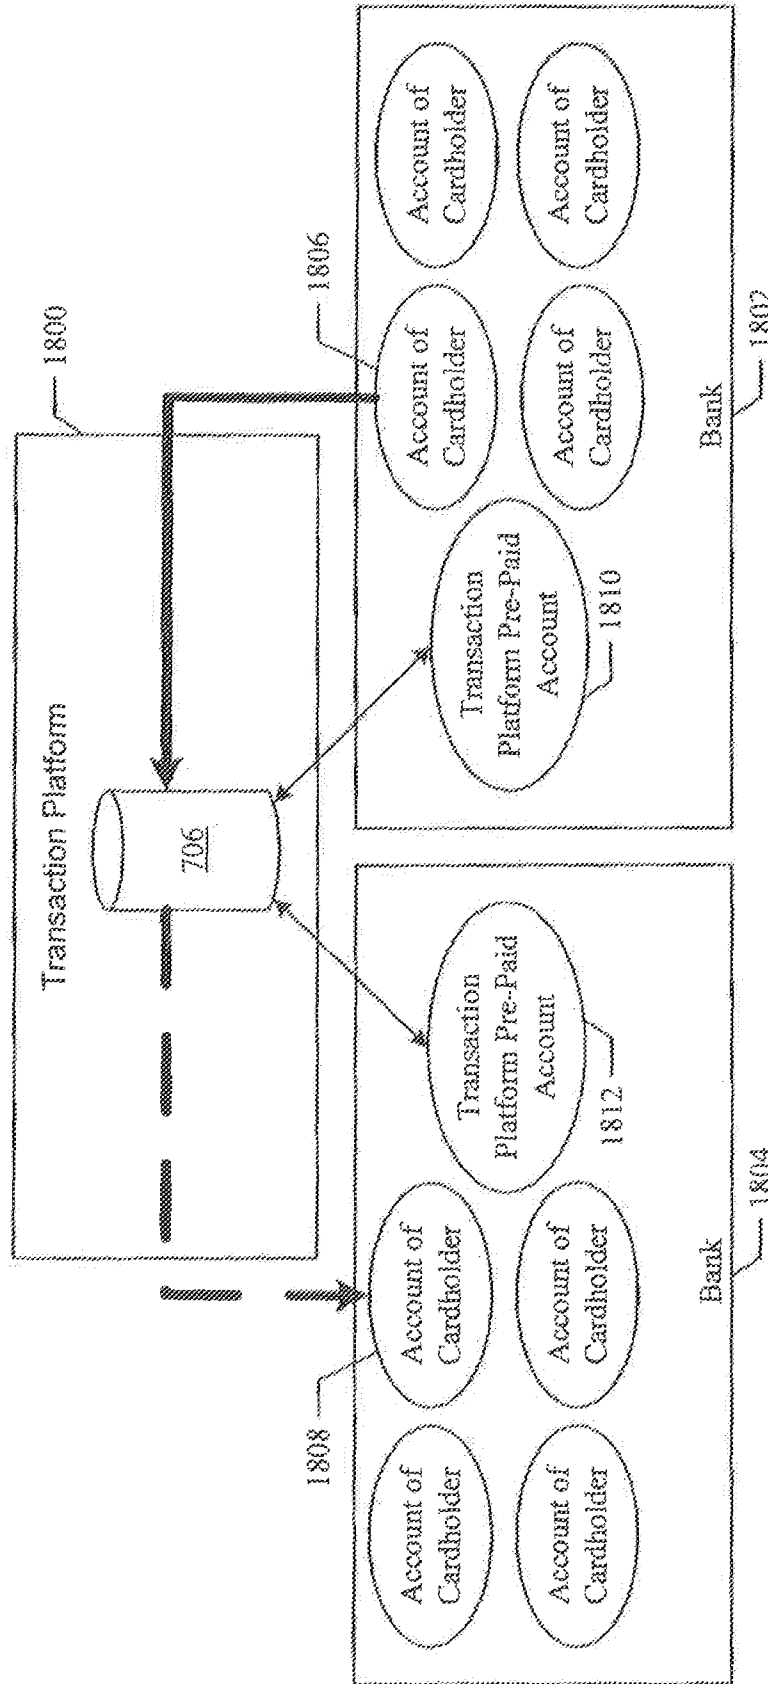 Transaction Platform
1800
706
1808
1806
Account of
Cardholder
Account of
Cardholder
Transaction
Platform Pre-Paid
Account
1812
Account of
Cardholder
Account of
Cardholder
Bank
1804
Transaction
Platform Pre-Paid
Account
1810
Account of
Cardholder
Account of
Cardholder
Account of
Cardholder
Account of
Cardholder
Bank
1802